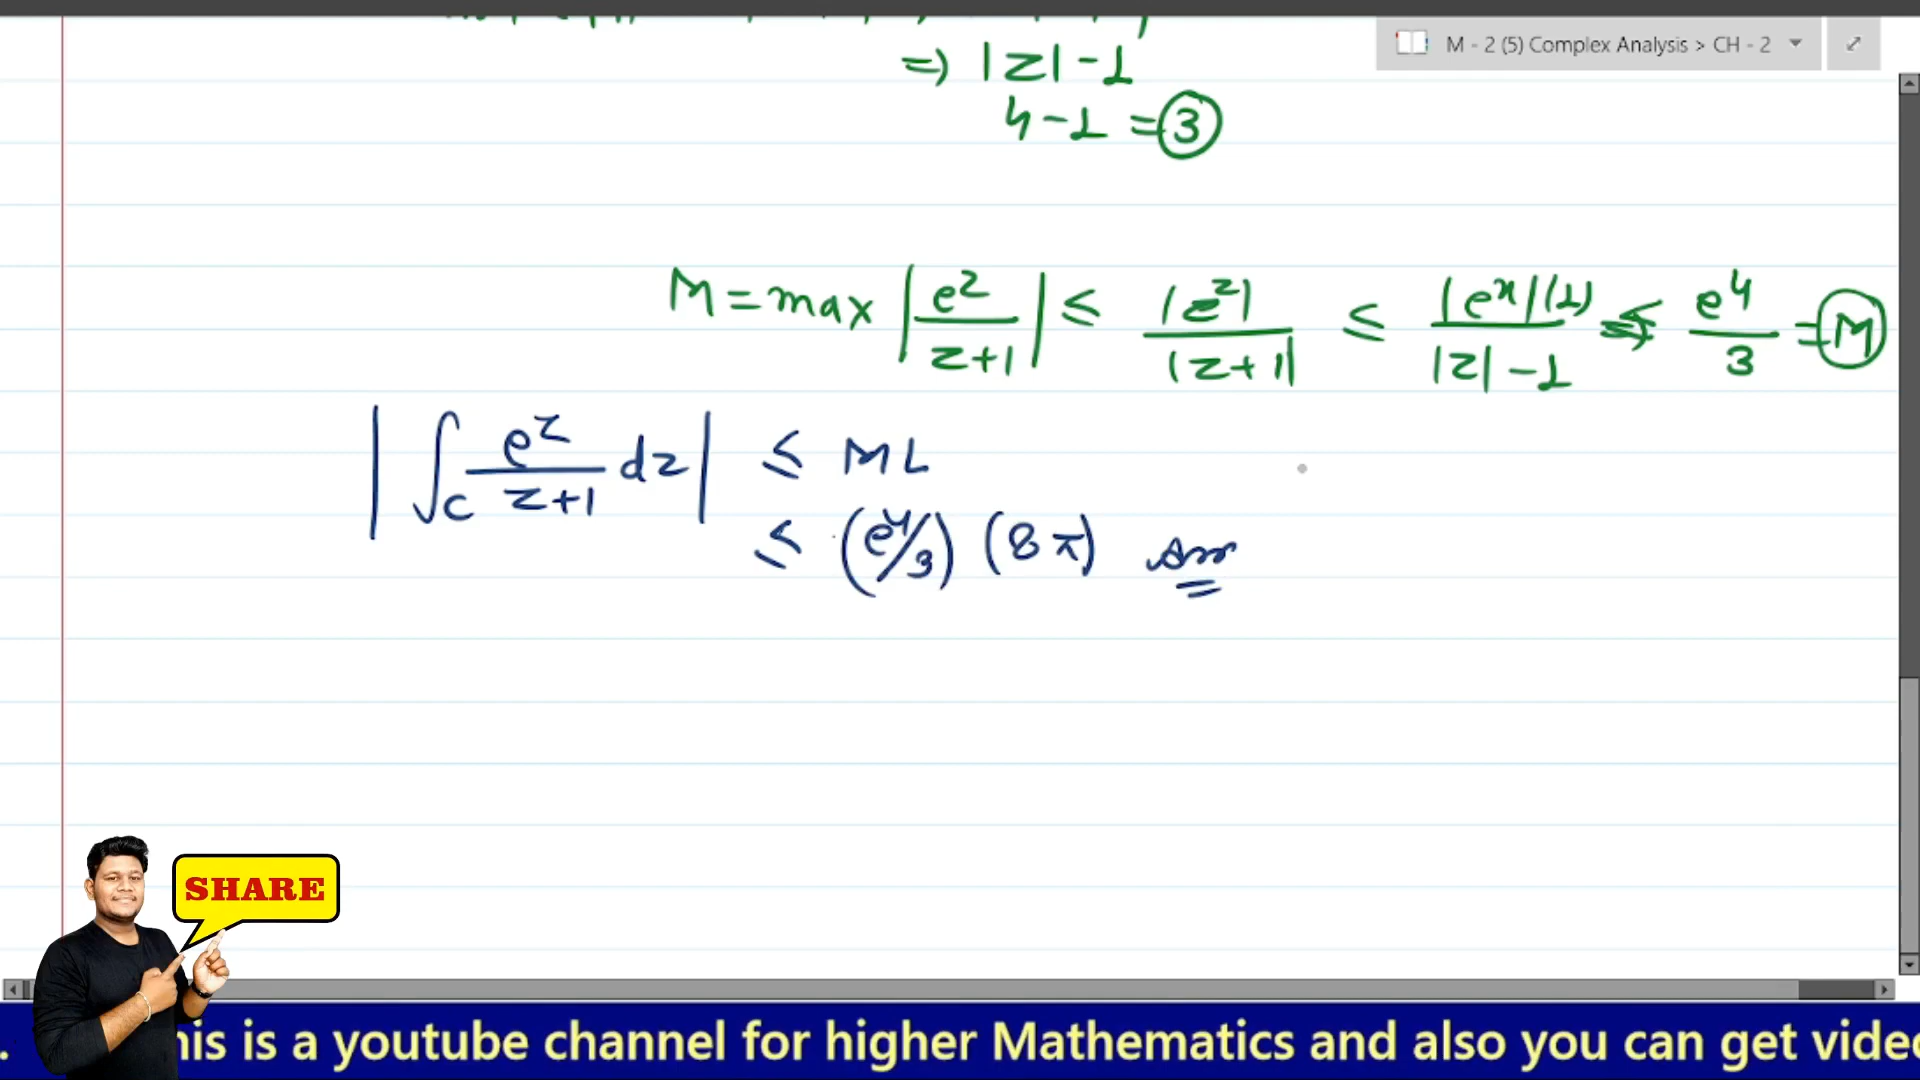 M - 2 (5) Complex Analysis > CH - 2
=> |z| - 1
4 - 1 = 3
M = max |e^z / z+1| ≤ |e^z| / |z+1| ≤ |e^x|(1) / |z| - 1 ≤ e^4 / 3 = M
|∫_C e^z / z+1 dz| ≤ ML
≤ (e^4/3) (8π) Ans
SHARE
his is a youtube channel for higher Mathematics and also you can get video